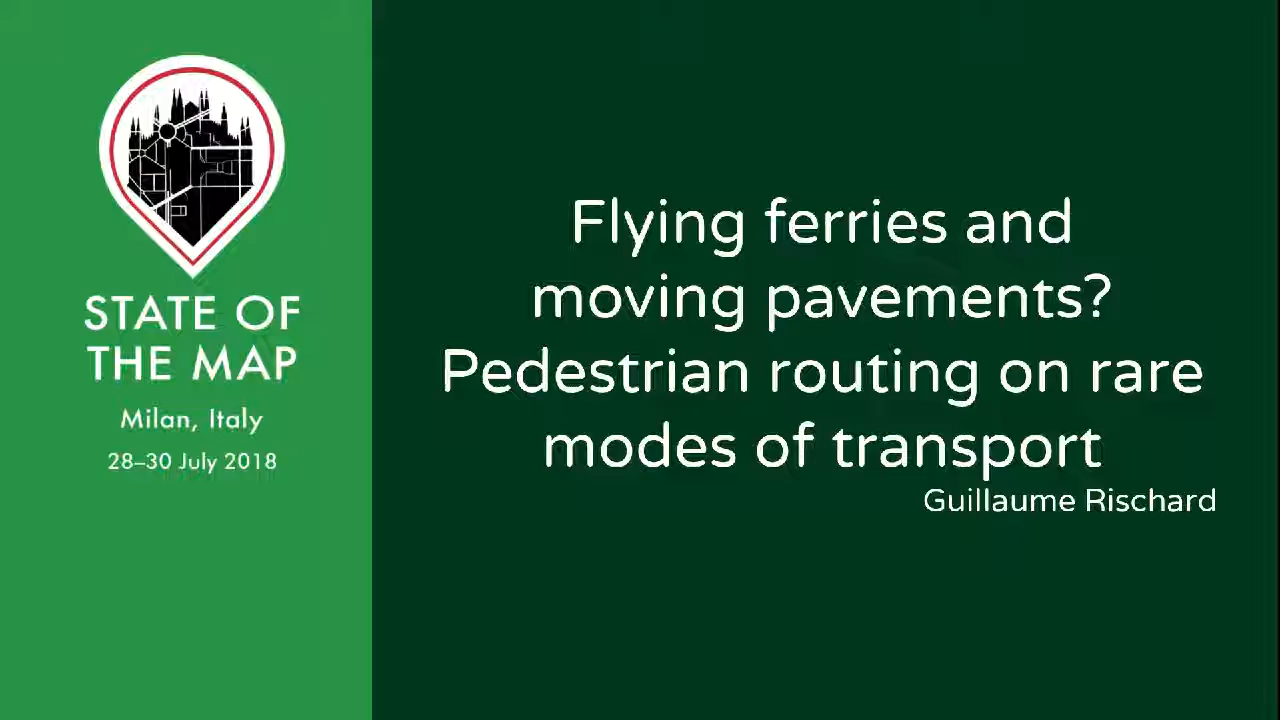 STATE OF
THE MAP
Milan, Italy
28–30 July 2018
Flying ferries and
moving pavements?
Pedestrian routing on rare
modes of transport
Guillaume Rischard